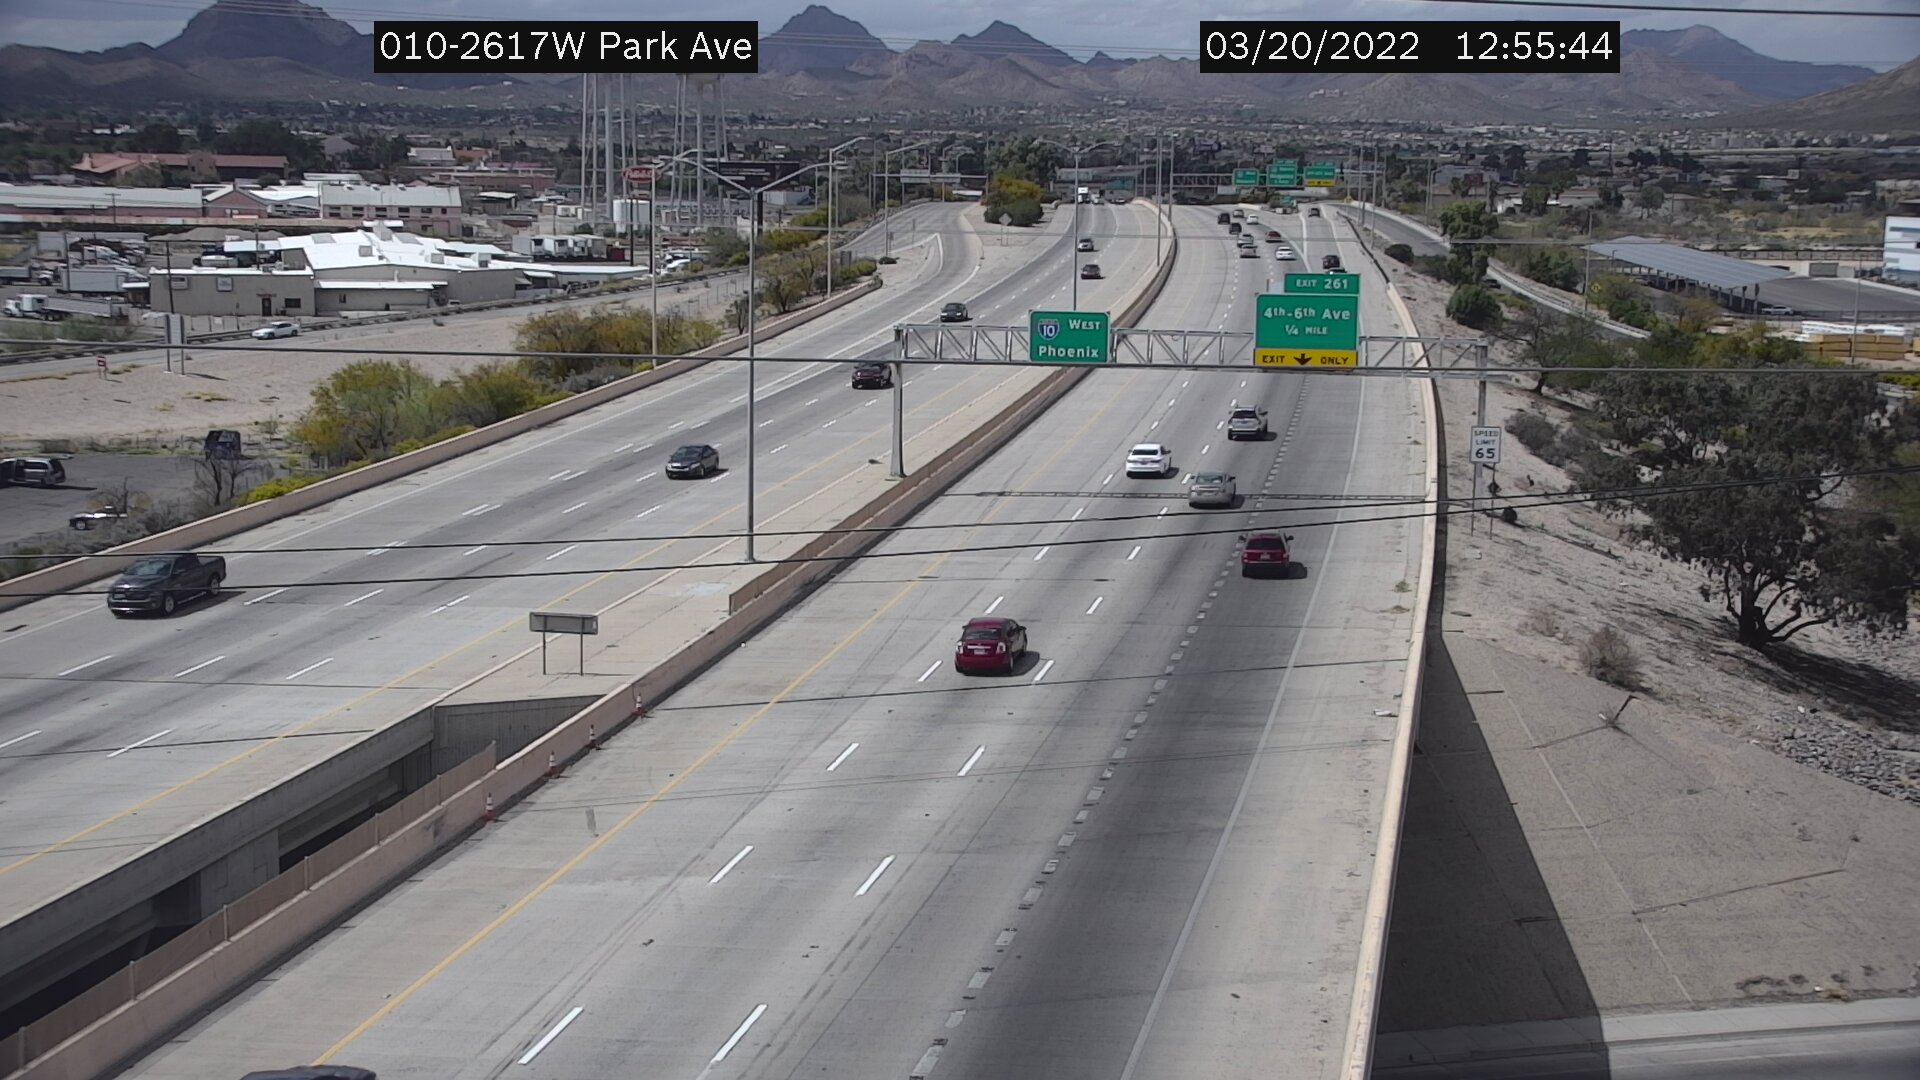 010-2617W Park Ave
03/20/2022 12:55:44
EXIT 261
4th-6th Ave
1/4 MILE
EXIT ONLY
10
WEST
Phoenix
SPEED
LIMIT
65